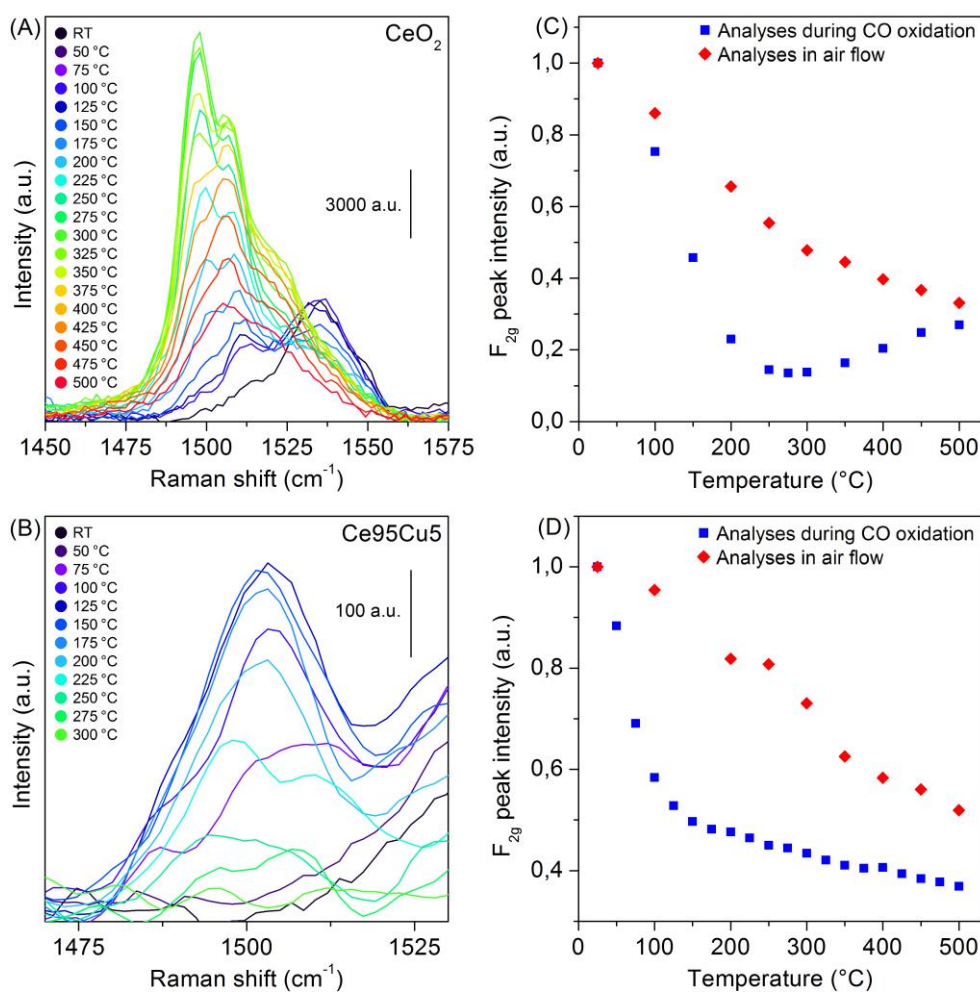 (A)
CeO2
RT
50 °C
75 °C
100 °C
125 °C
150 °C
175 °C
200 °C
225 °C
250 °C
275 °C
300 °C
325 °C
350 °C
375 °C
400 °C
425 °C
450 °C
475 °C
500 °C
3000 a.u.
Intensity (a.u.)
1450 1475 1500 1525 1550 1575
Raman shift (cm-1)
(C)
Analyses during CO oxidation
Analyses in air flow
1,0
0,8
0,6
0,4
0,2
0,0
F2g peak intensity (a.u.)
0 100 200 300 400 500
Temperature (°C)
(B)
Ce95Cu5
RT
50 °C
75 °C
100 °C
125 °C
150 °C
175 °C
200 °C
225 °C
250 °C
275 °C
300 °C
100 a.u.
Intensity (a.u.)
1475 1500 1525
Raman shift (cm-1)
(D)
Analyses during CO oxidation
Analyses in air flow
1,0
0,8
0,6
0,4
F2g peak intensity (a.u.)
0 100 200 300 400 500
Temperature (°C)